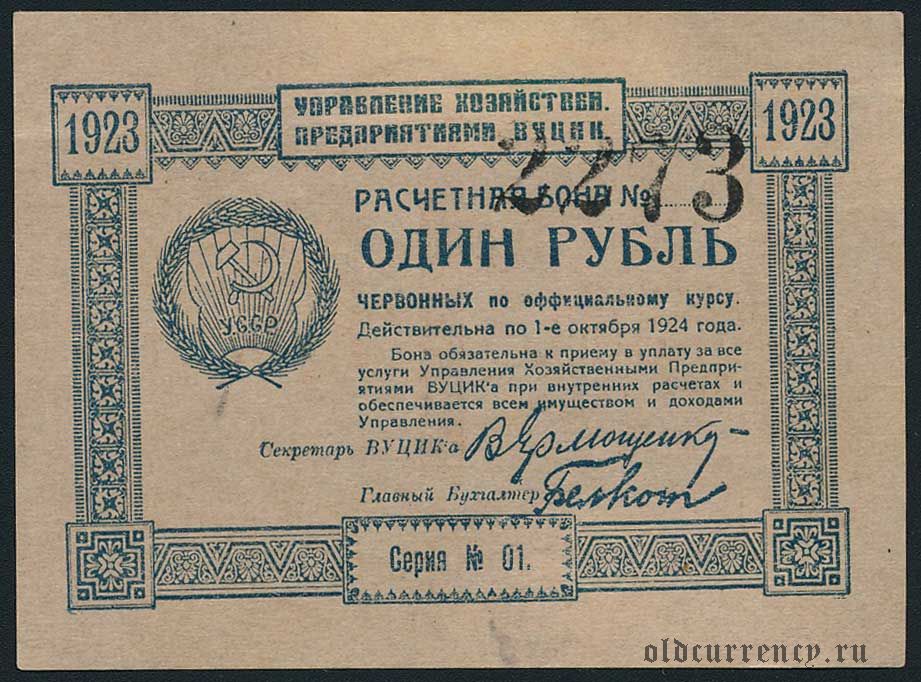 1923
УПРАВЛЕНИЕ ХОЗЯЙСТВЕН.
ПРЕДПРИЯТИЯМИ ВУЦИК.
1923
РАСЧЕТНАЯ БОНА № 2273
ОДИН РУБЛЬ
ЧЕРВОННЫХ по оффициальному курсу.
Действительна по 1-е октября 1924 года.
УССР
Бона обязательна к приему в уплату за все
услуги Управления Хозяйственными Предпри-
ятиями ВУЦИК'а при внутренних расчетах и
обеспечивается всем имуществом и доходами
Управления.
Секретарь ВУЦИК'а ВЕрмощенко
Главный Бухгалтер
Серия № 01.
oldcurrency.ru